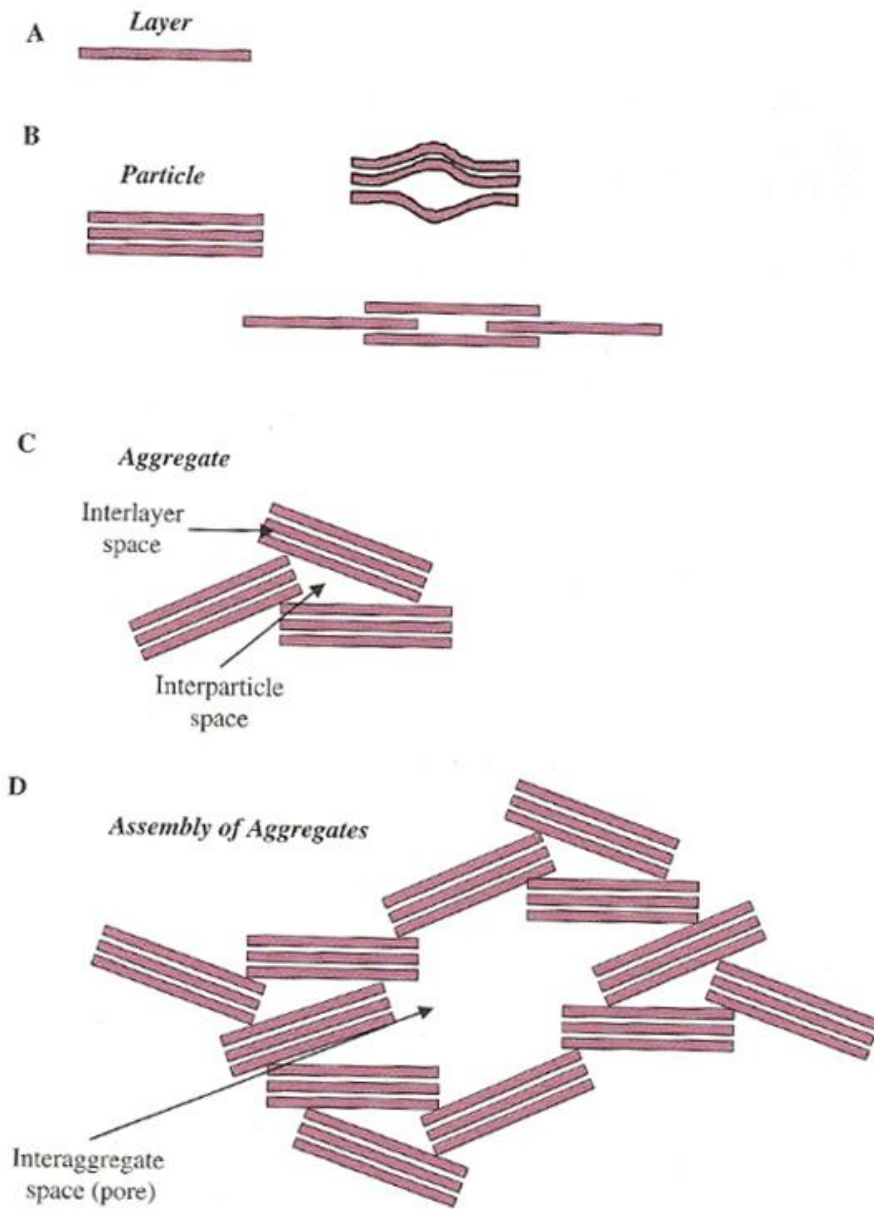 A
Layer
B
Particle
C
Aggregate
Interlayer
space
Interparticle
space
D
Assembly of Aggregates
Interaggregate
space (pore)